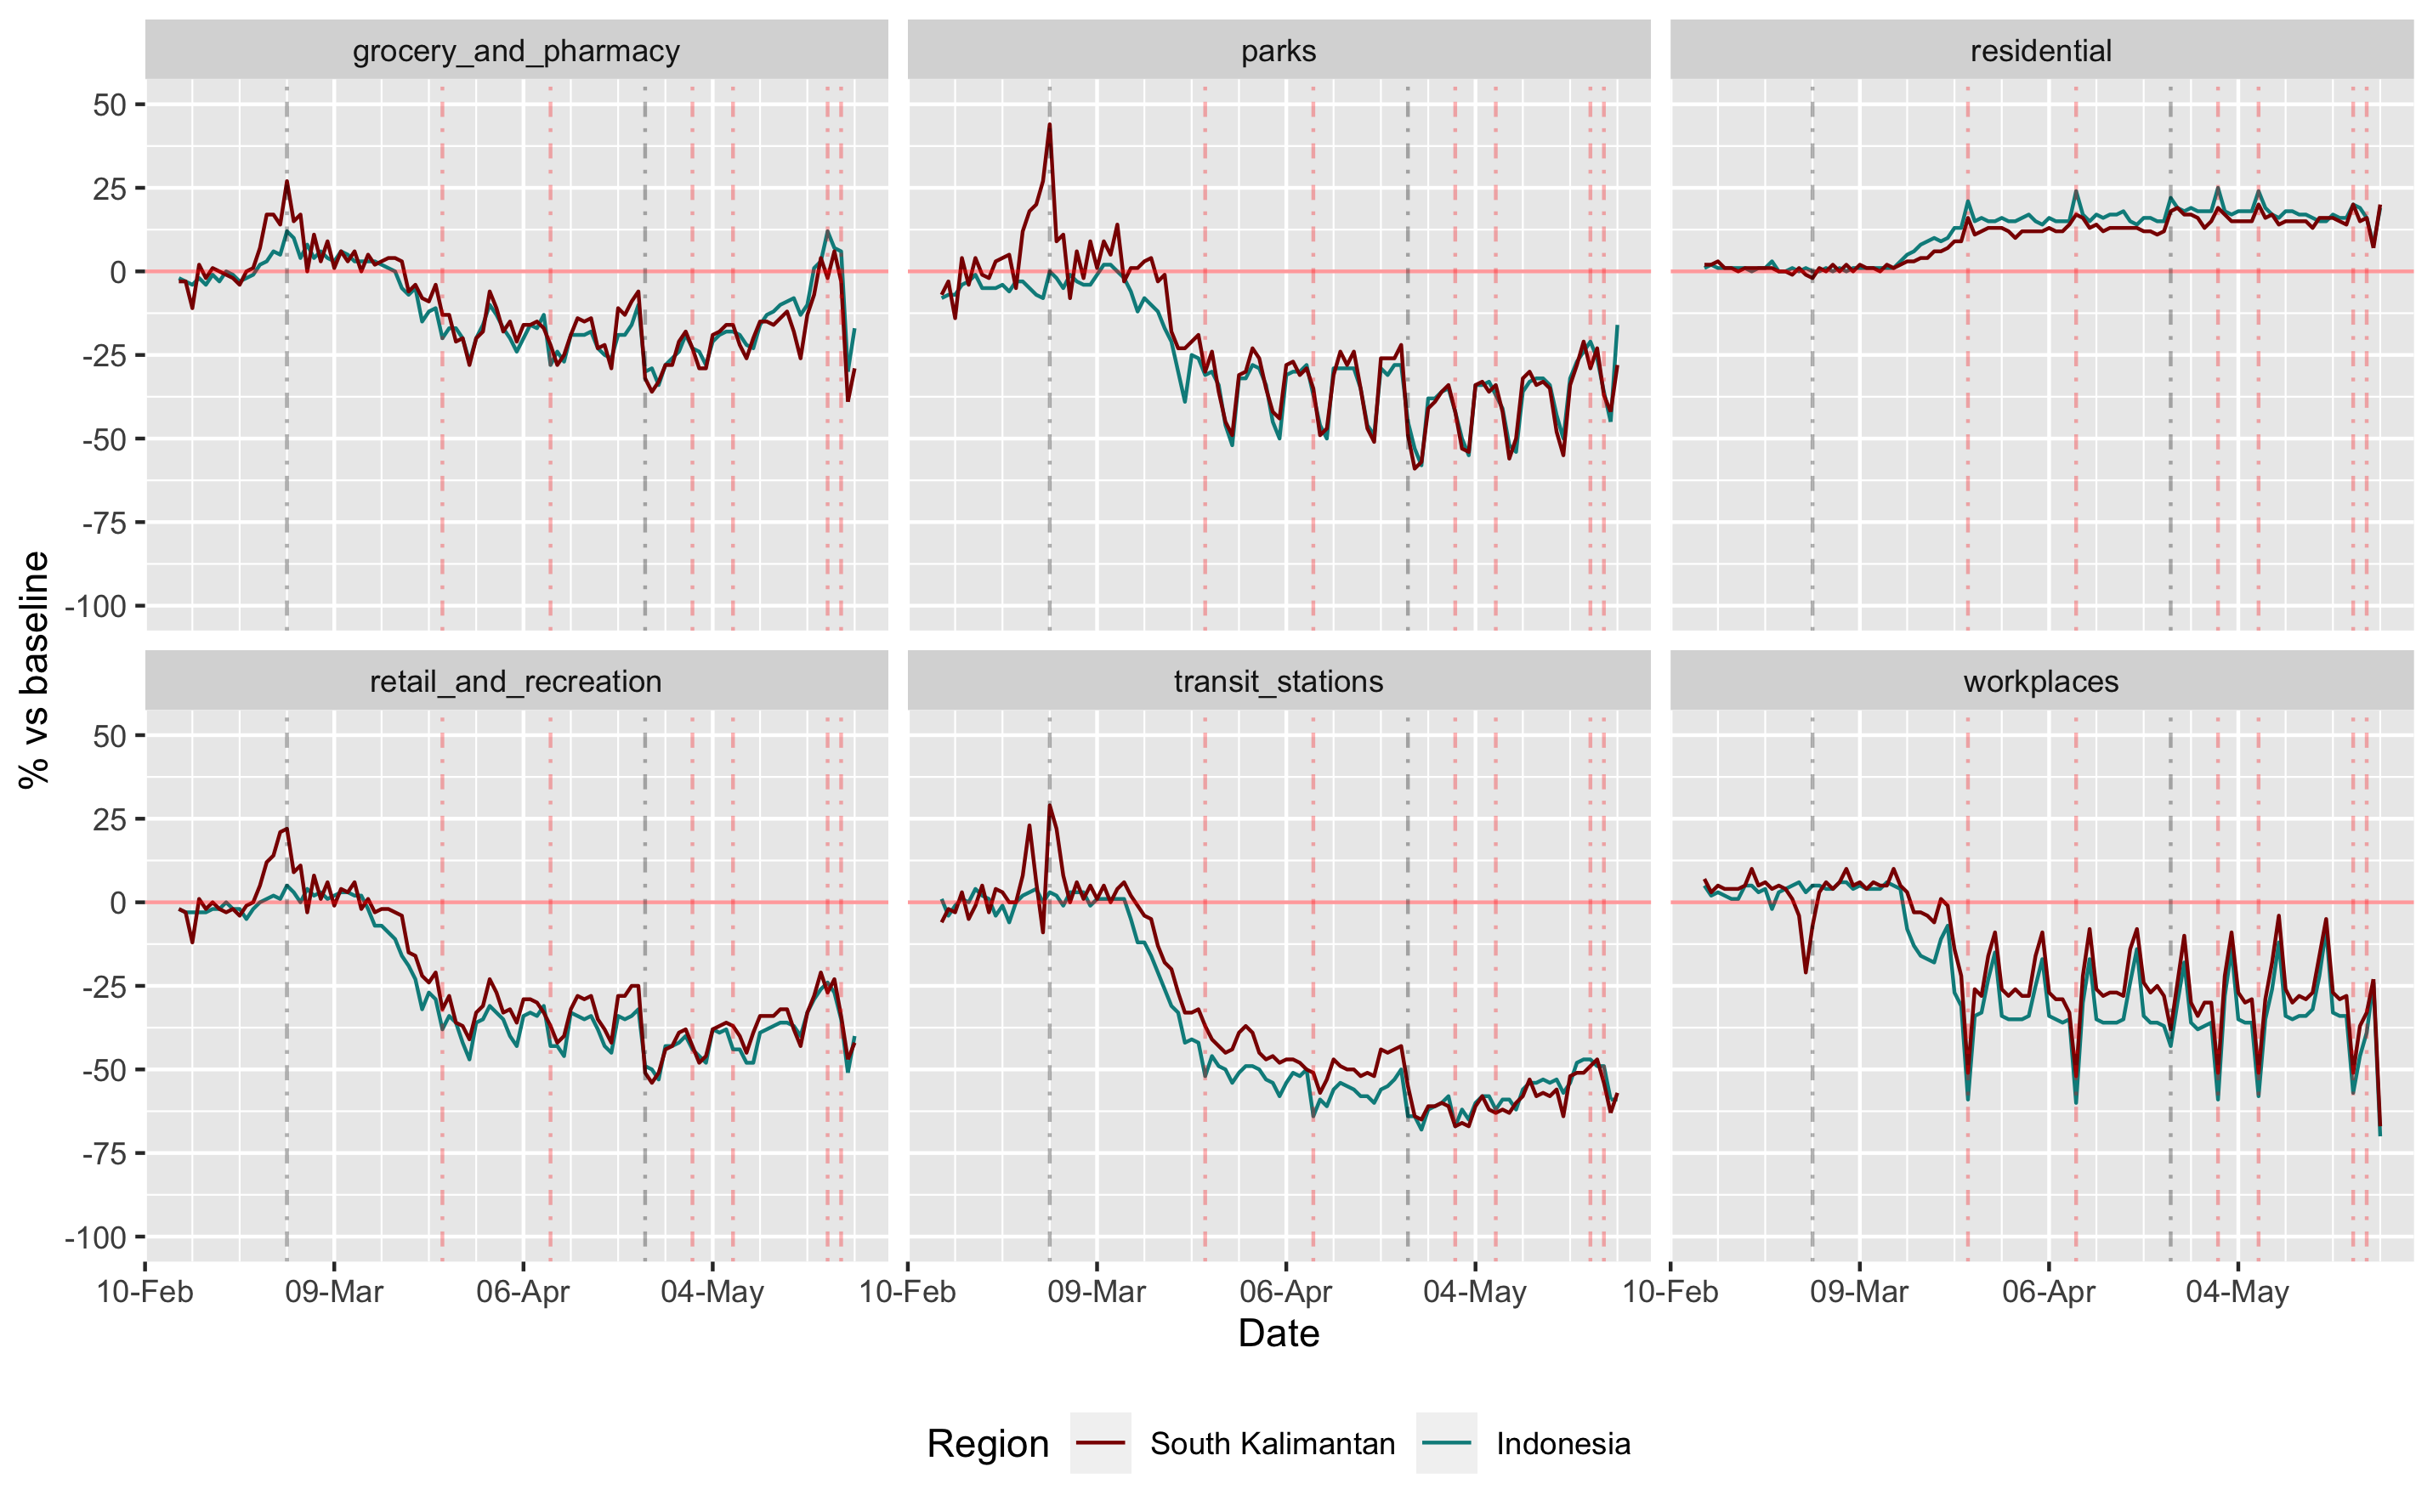 grocery_and_pharmacy
parks
residential
50
25
0
-25
-50
-75
-100
% vs baseline
retail_and_recreation
transit_stations
workplaces
50
25
0
-25
-50
-75
-100
10-Feb 09-Mar 06-Apr 04-May
10-Feb 09-Mar 06-Apr 04-May
10-Feb 09-Mar 06-Apr 04-May
Date
Region South Kalimantan Indonesia